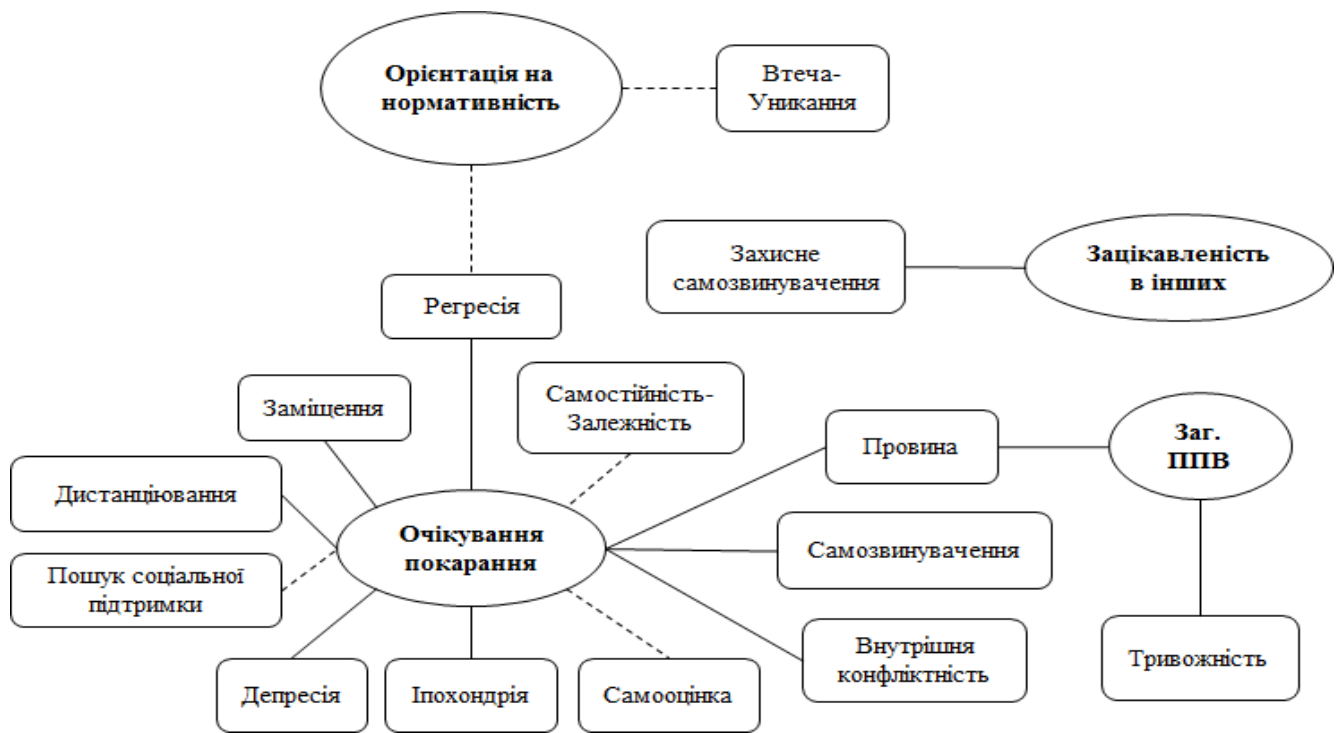 Орієнтація на
нормативність
Втеча-
Уникання
Захисне
самозвинувачення
Зацікавленість
в інших
Регресія
Заміщення
Самостійність-
Залежність
Провина
Заг.
ППВ
Дистанціювання
Очікування
покарання
Самозвинувачення
Пошук соціальної
підтримки
Внутрішня
конфліктність
Тривожність
Депресія
Іпохондрія
Самооцінка